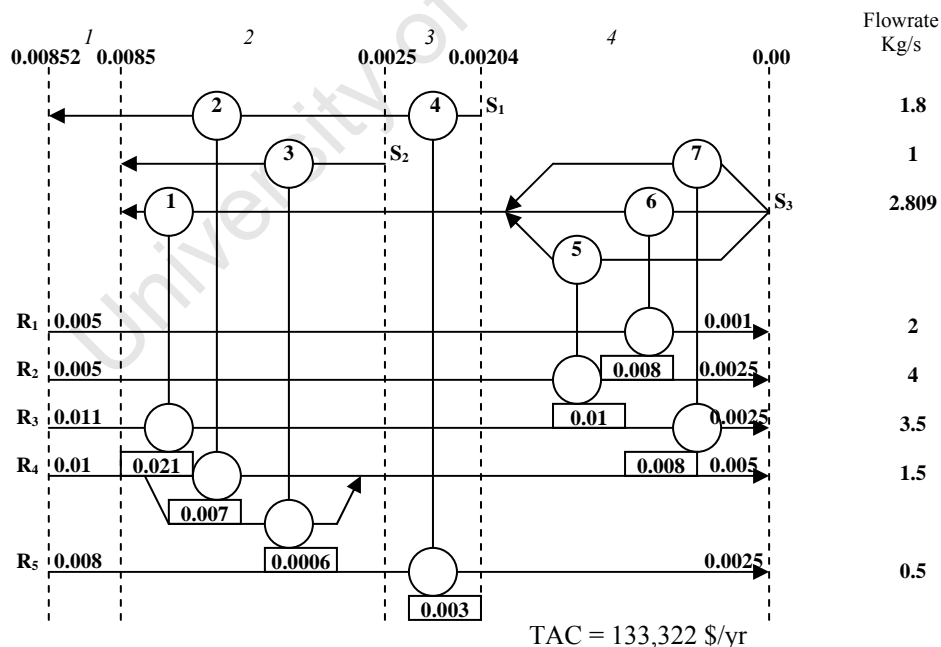 Flowrate
Kg/s
1 2 3 4
0.00852 0.0085 0.0025 0.00204 0.00
2 4 S1 1.8
3 S2 7 1
1 6 S3 2.809
5
R1 0.005 0.001 2
R2 0.005 0.008 0.0025 4
0.01
R3 0.011 0.0025 3.5
R4 0.01 0.021 0.008 0.005 1.5
0.007
0.0006
R5 0.008 0.0025 0.5
0.003
TAC = 133,322 $/yr
University of